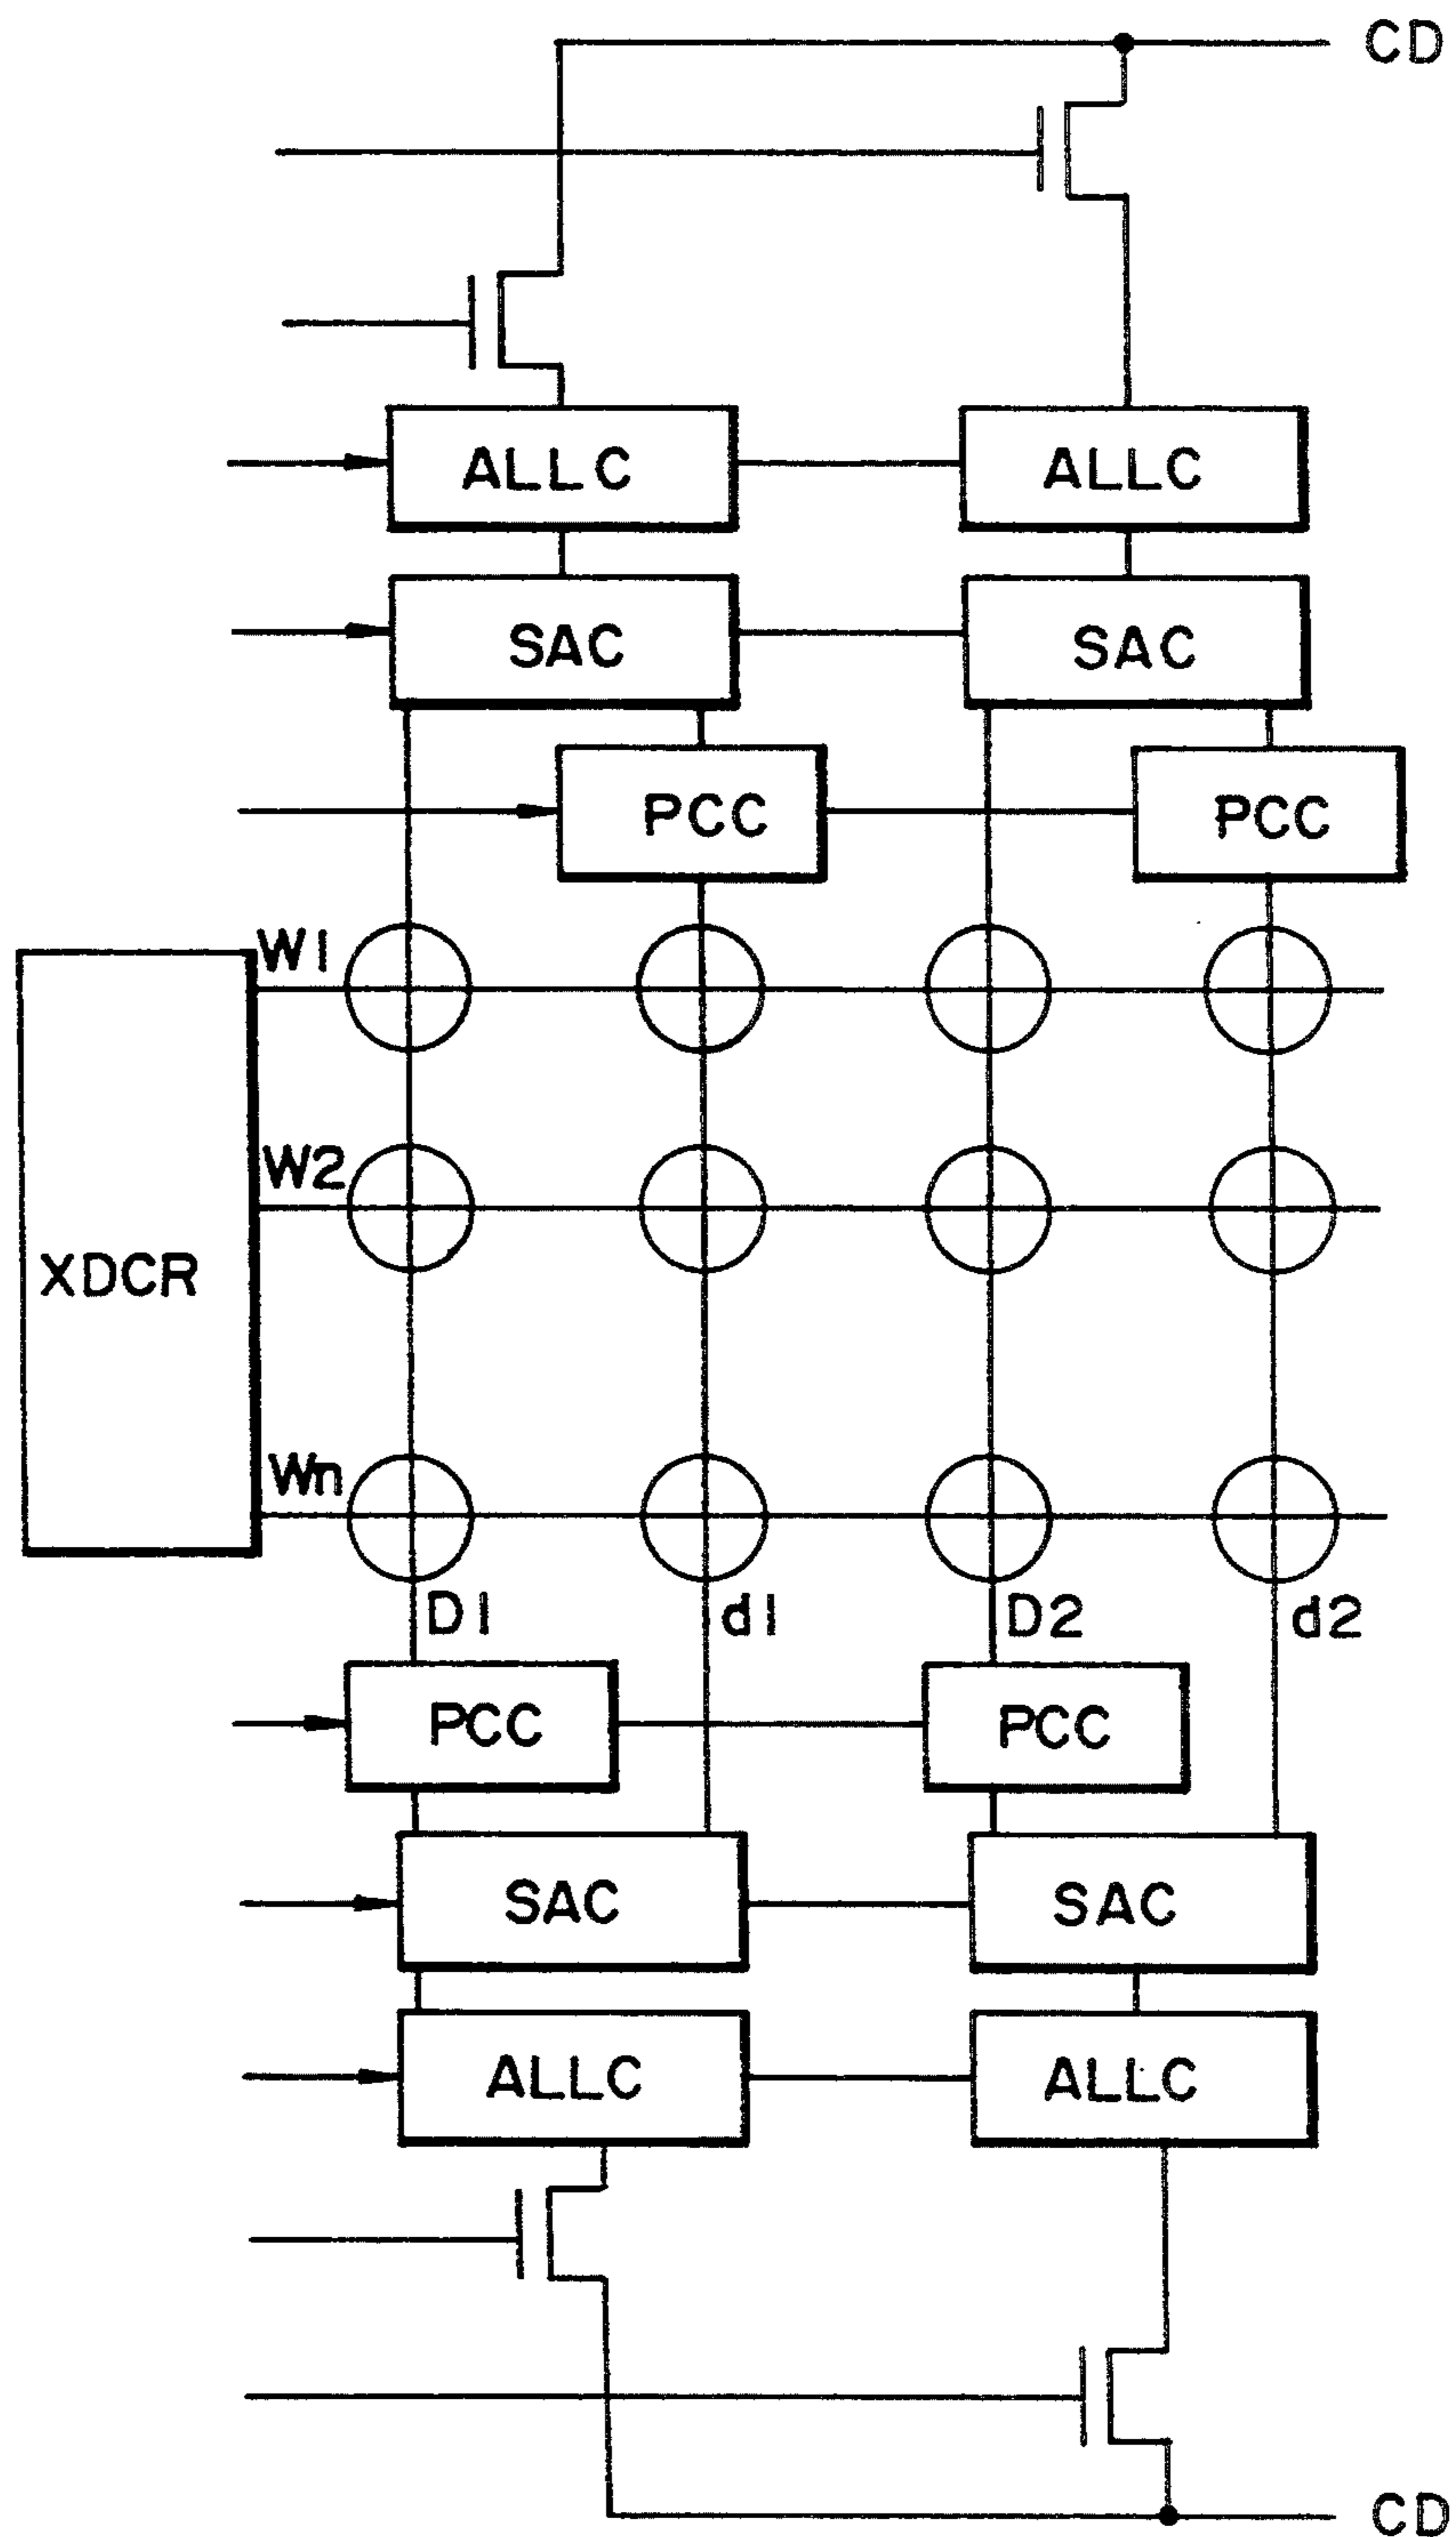 CD
ALLC ALLC
SAC SAC
PCC PCC
W1
W2
XDCR
Wn
D1 d1 D2 d2
PCC PCC
SAC SAC
ALLC ALLC
CD